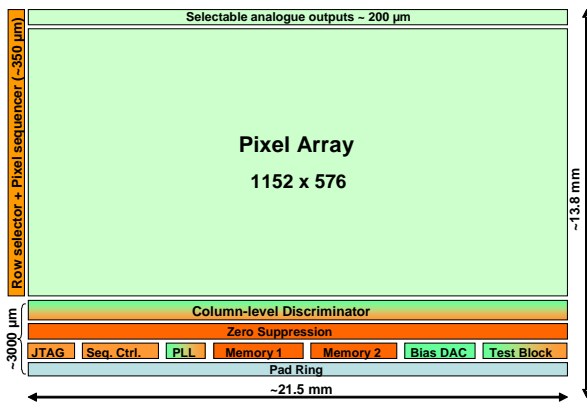 Selectable analogue outputs ~ 200 µm
Row selector + Pixel sequencer (~350 µm)
Pixel Array
1152 x 576
~13.8 mm
~3000 µm
Column-level Discriminator
Zero Suppression
JTAG Seq. Ctrl. PLL Memory 1 Memory 2 Bias DAC Test Block
Pad Ring
~21.5 mm